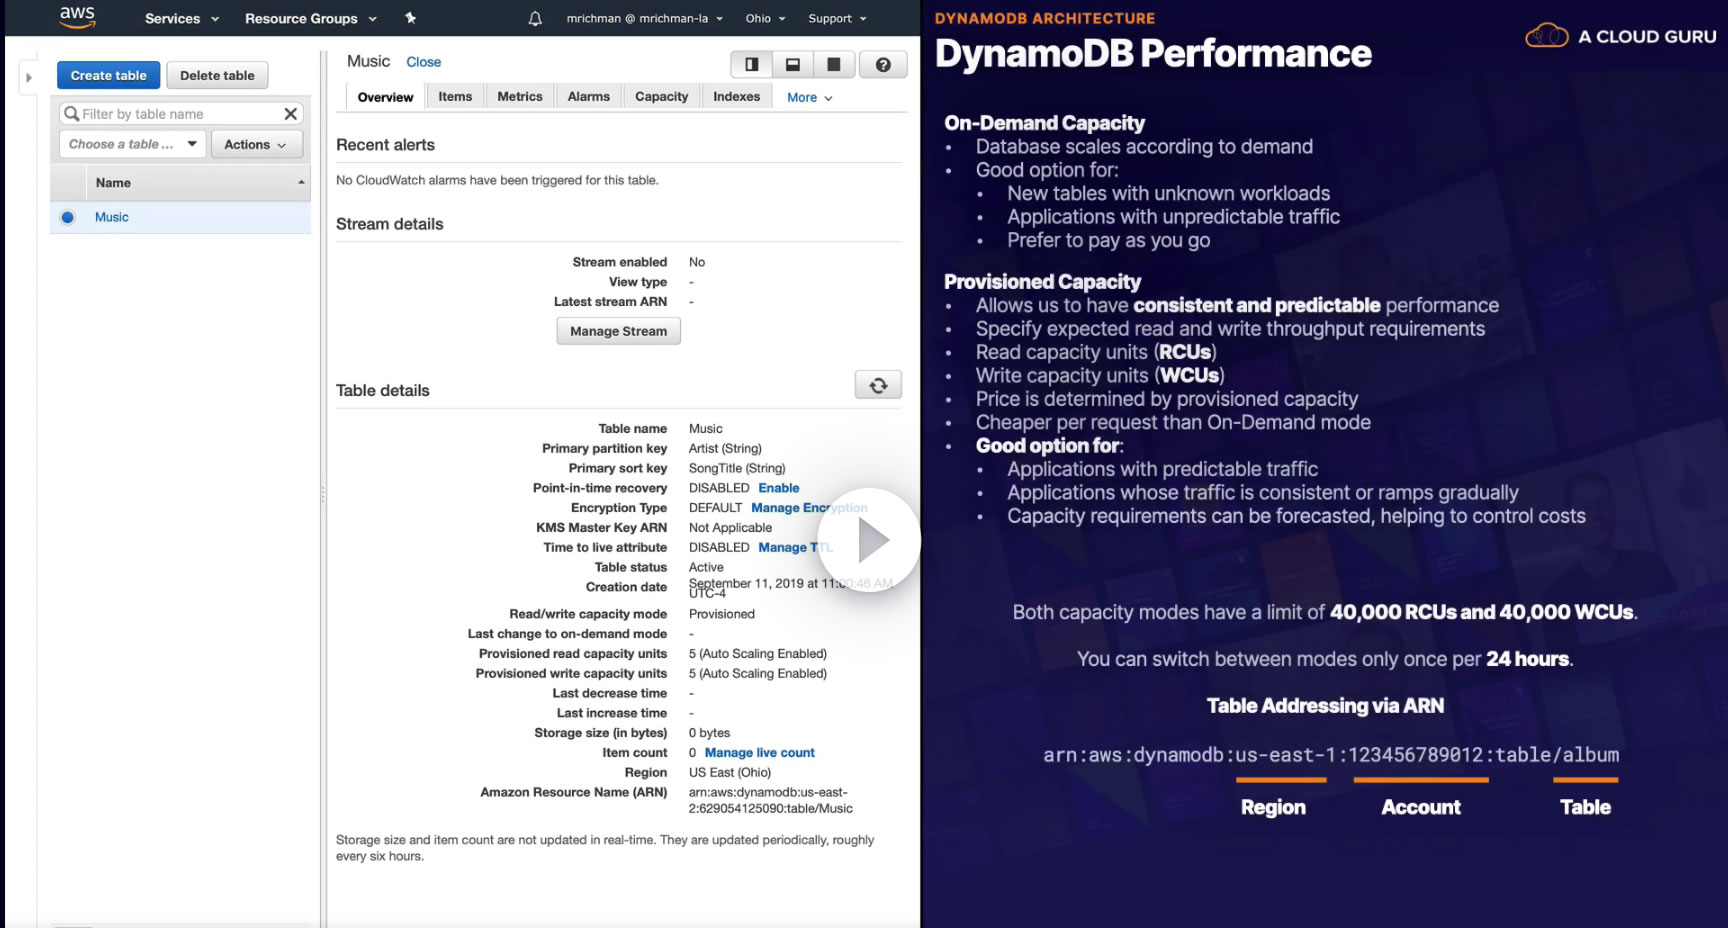 aws
Services
Resource Groups
mrichman @ mrichman-la
Ohio
Support
Create table
Delete table
Filter by table name
Choose a table ...
Actions
Name
Music
Music
Close
Overview
Items
Metrics
Alarms
Capacity
Indexes
More
Recent alerts
No CloudWatch alarms have been triggered for this table.
Stream details
Stream enabled No
View type -
Latest stream ARN -
Manage Stream
Table details
Table name Music
Primary partition key Artist (String)
Primary sort key SongTitle (String)
Point-in-time recovery DISABLED Enable
Encryption Type DEFAULT Manage Encryption
KMS Master Key ARN Not Applicable
Time to live attribute DISABLED Manage TTL
Table status Active
Creation date September 11, 2019 at 11:00:46 AM
UTC-4
Read/write capacity mode Provisioned
Last change to on-demand mode -
Provisioned read capacity units 5 (Auto Scaling Enabled)
Provisioned write capacity units 5 (Auto Scaling Enabled)
Last decrease time -
Last increase time -
Storage size (in bytes) 0 bytes
Item count 0 Manage live count
Region US East (Ohio)
Amazon Resource Name (ARN) arn:aws:dynamodb:us-east-
2:629054125090:table/Music
Storage size and item count are not updated in real-time. They are updated periodically, roughly
every six hours.
DYNAMODB ARCHITECTURE
DynamoDB Performance
A CLOUD GURU
On-Demand Capacity
• Database scales according to demand
• Good option for:
• New tables with unknown workloads
• Applications with unpredictable traffic
• Prefer to pay as you go
Provisioned Capacity
• Allows us to have consistent and predictable performance
• Specify expected read and write throughput requirements
• Read capacity units (RCUs)
• Write capacity units (WCUs)
• Price is determined by provisioned capacity
• Cheaper per request than On-Demand mode
• Good option for:
• Applications with predictable traffic
• Applications whose traffic is consistent or ramps gradually
• Capacity requirements can be forecasted, helping to control costs
Both capacity modes have a limit of 40,000 RCUs and 40,000 WCUs.
You can switch between modes only once per 24 hours.
Table Addressing via ARN
arn:aws:dynamodb:us-east-1:123456789012:table/album
Region
Account
Table